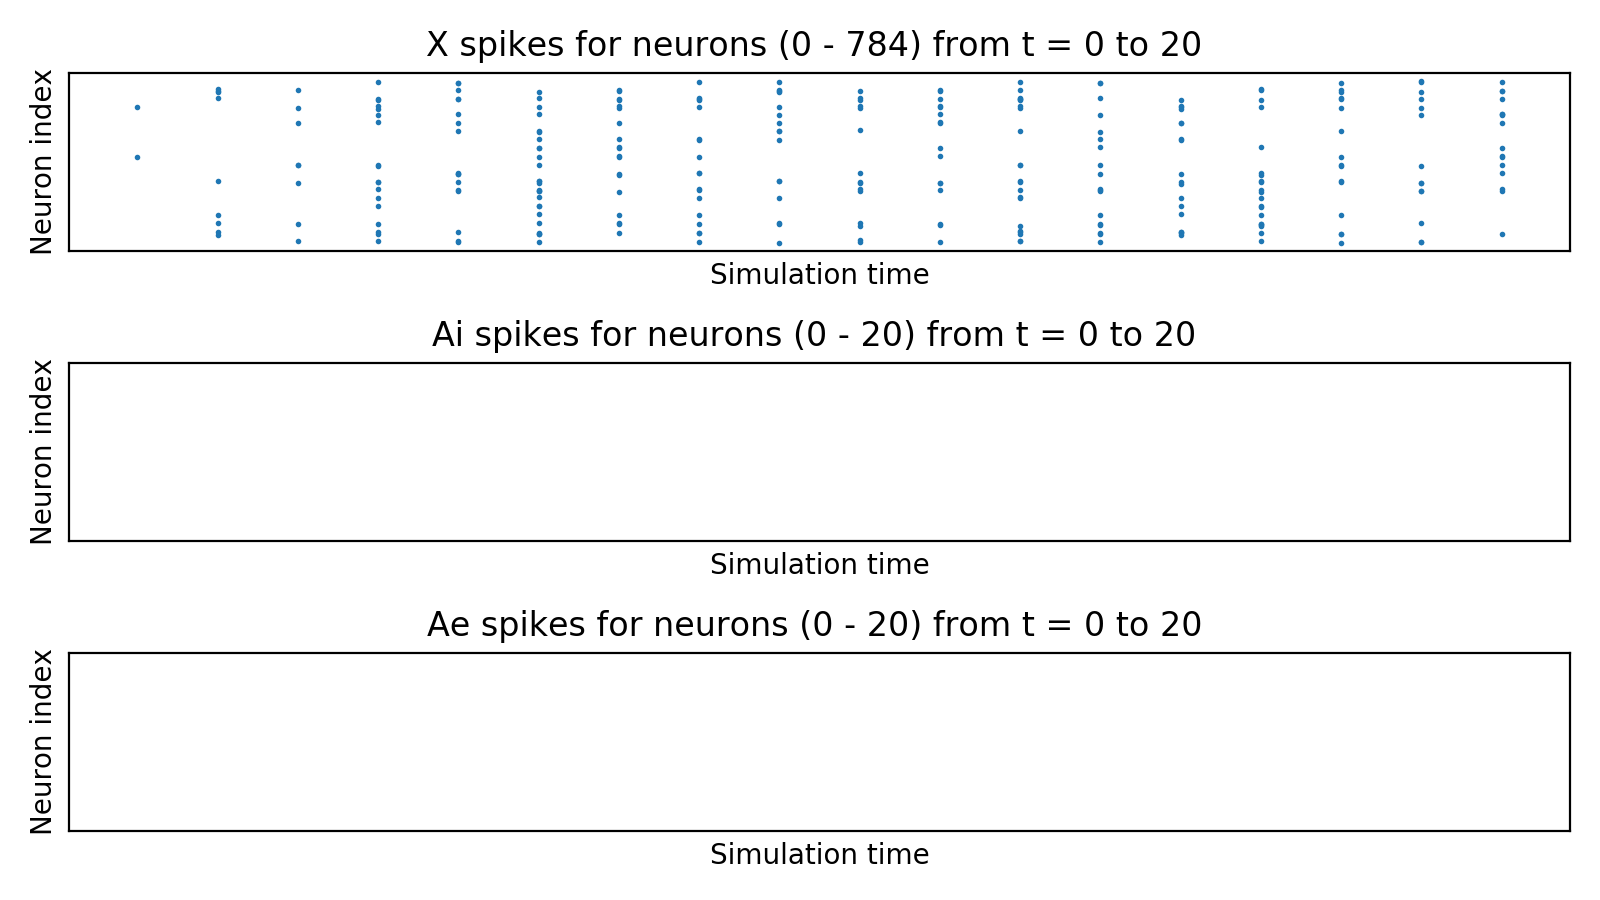 X spikes for neurons (0 - 784) from t = 0 to 20
Neuron index
Simulation time
Ai spikes for neurons (0 - 20) from t = 0 to 20
Neuron index
Simulation time
Ae spikes for neurons (0 - 20) from t = 0 to 20
Neuron index
Simulation time